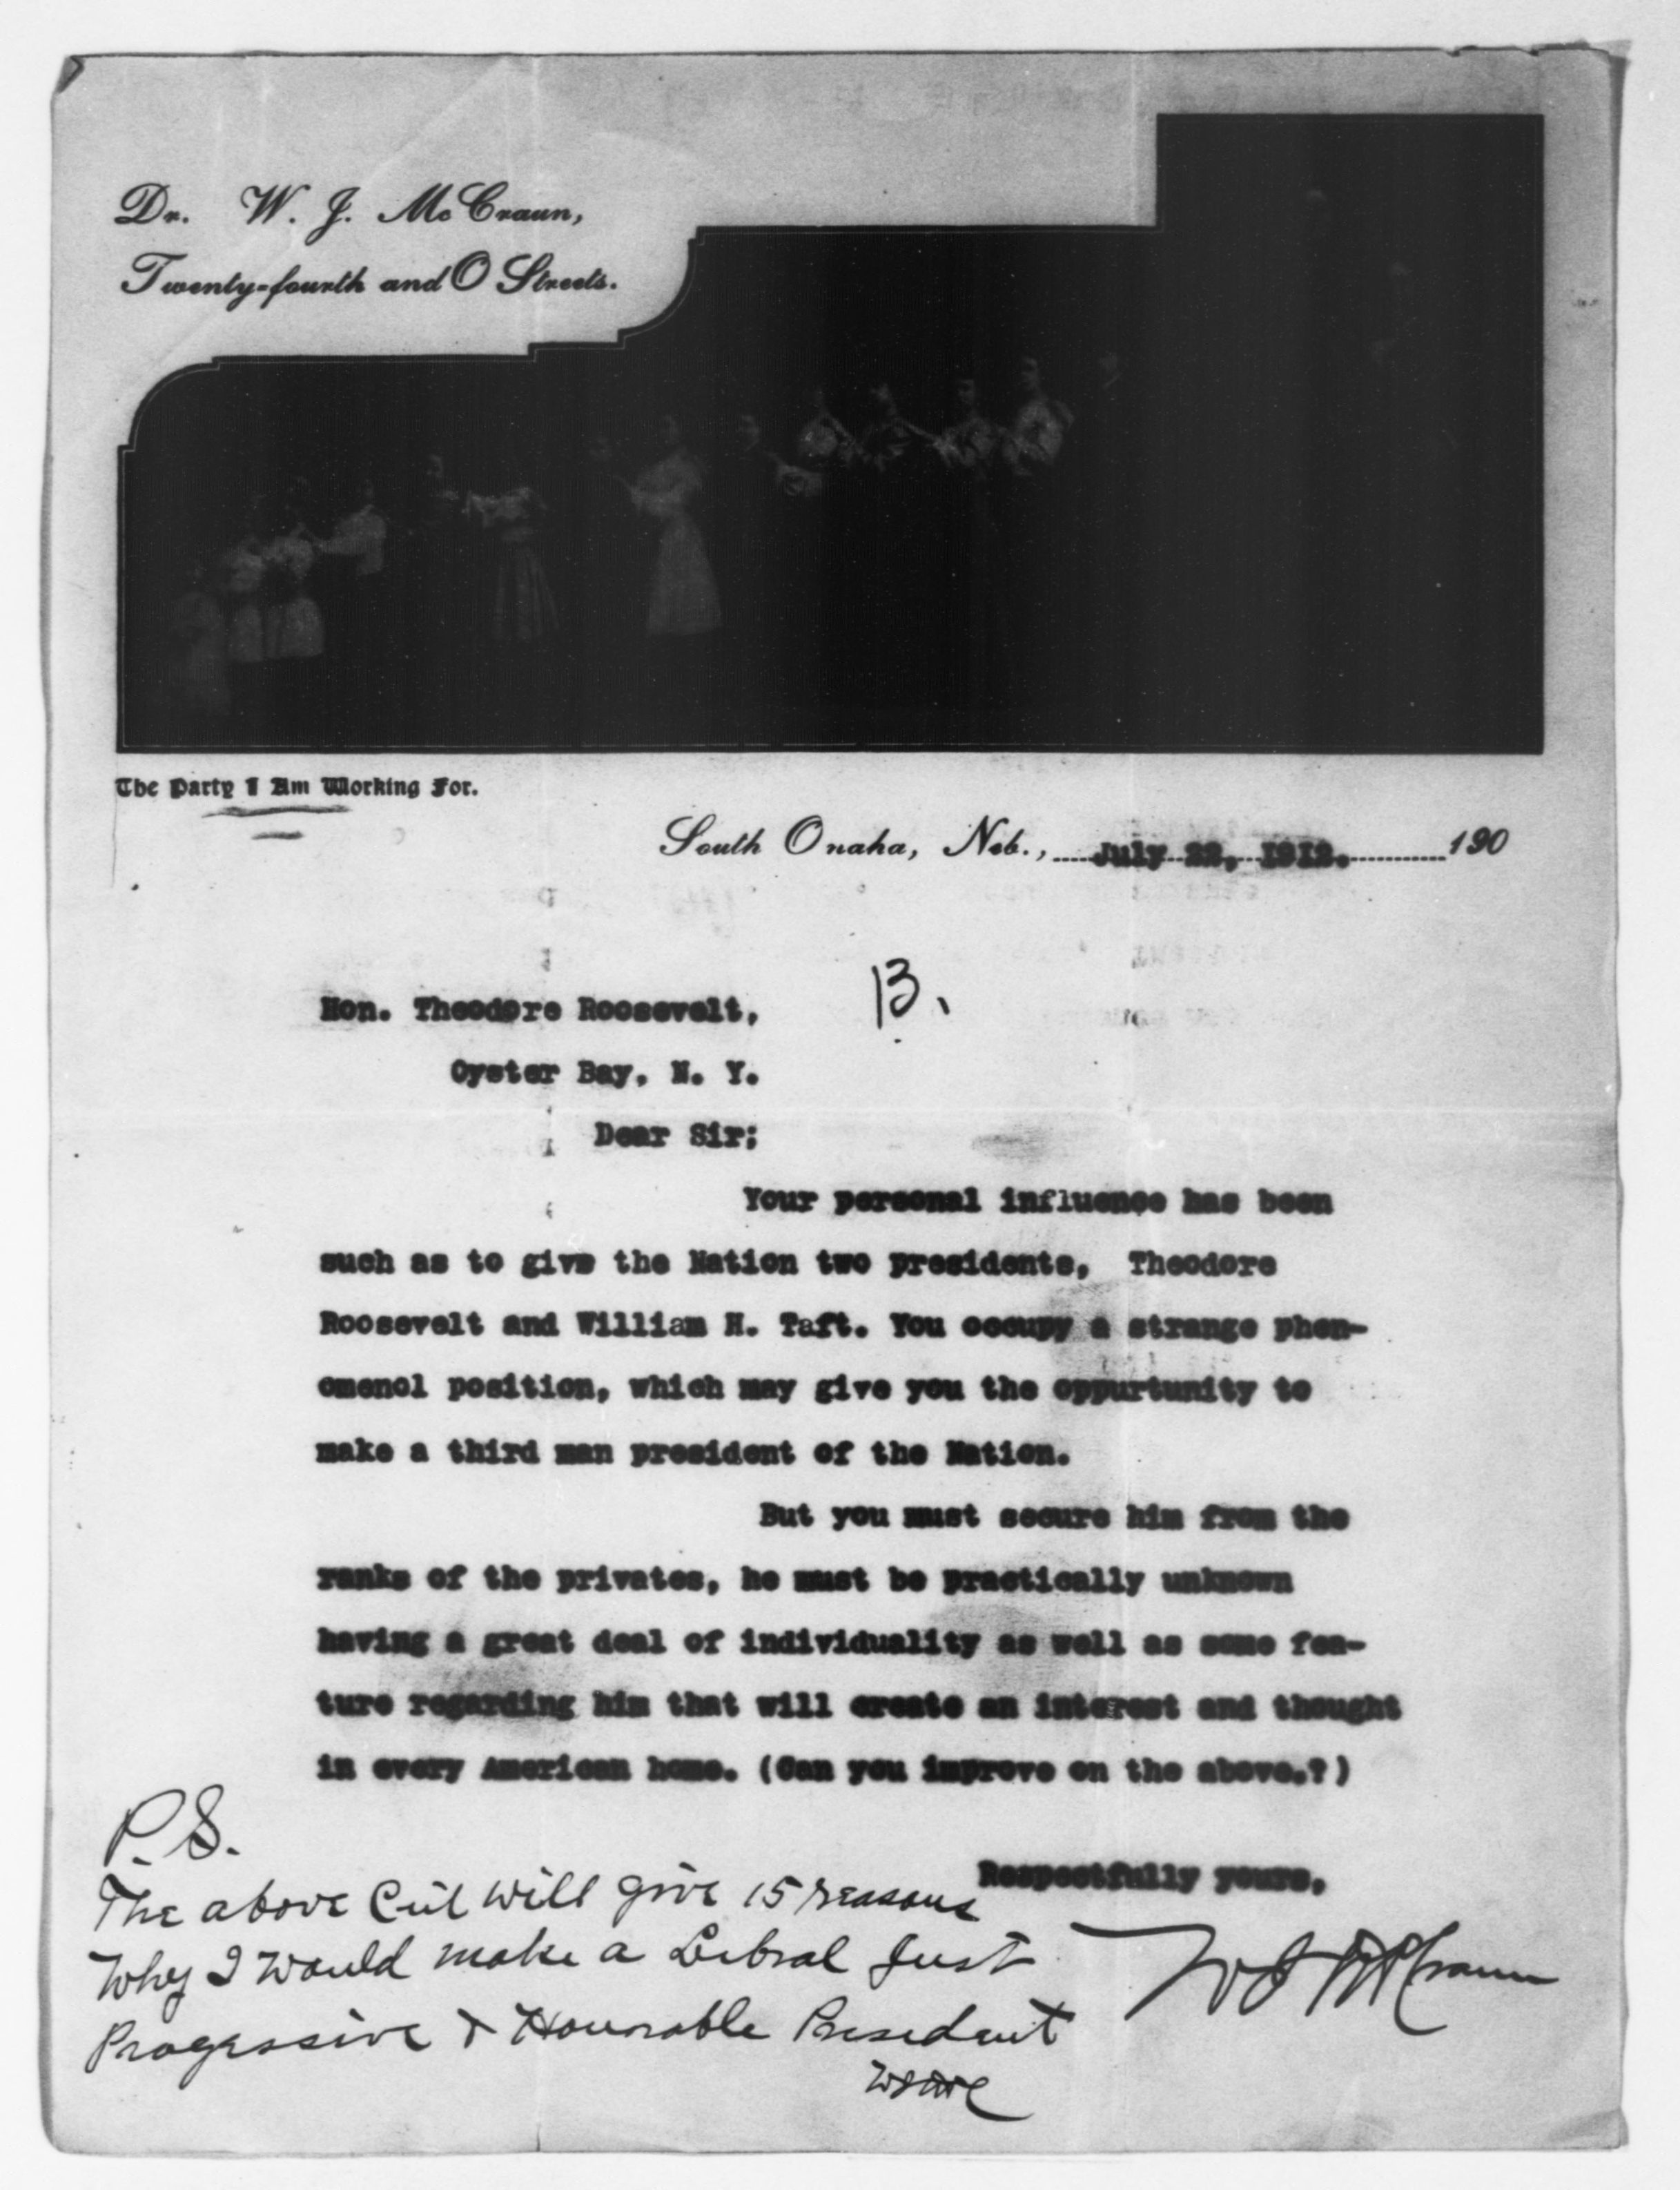 Dr. W. J. McCraun,
Twenty-fourth and O Streets.
The Party I Am Working For.
South Omaha, Neb., July 22, 1912. 190
B.
Hon. Theodore Roosevelt,
Oyster Bay, N. Y.
Dear Sir;
Your personal influence has been
such as to give the Nation two presidents, Theodore
Roosevelt and William H. Taft. You occupy a strange phen-
omenol position, which may give you the oppurtunity to
make a third man president of the Nation.
But you must secure him from the
ranks of the privates, he must be practically unknown
having a great deal of individuality as well as some fea-
ture regarding him that will create an interest and thought
in every American home. (Can you improve on the above.?)
Respectfully yours,
W J McCraun
P.S.
The above Cut will give 15 reasons
Why I would make a Libral Just
Progressive & Hounorable President
WJMC